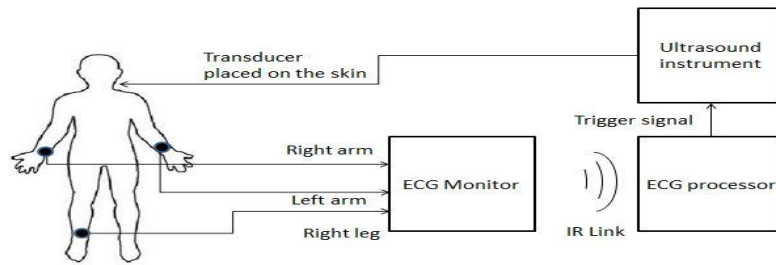 Transducer
placed on the skin
Ultrasound
instrument
Trigger signal
Right arm
ECG Monitor
ECG processor
Left arm
IR Link
Right leg